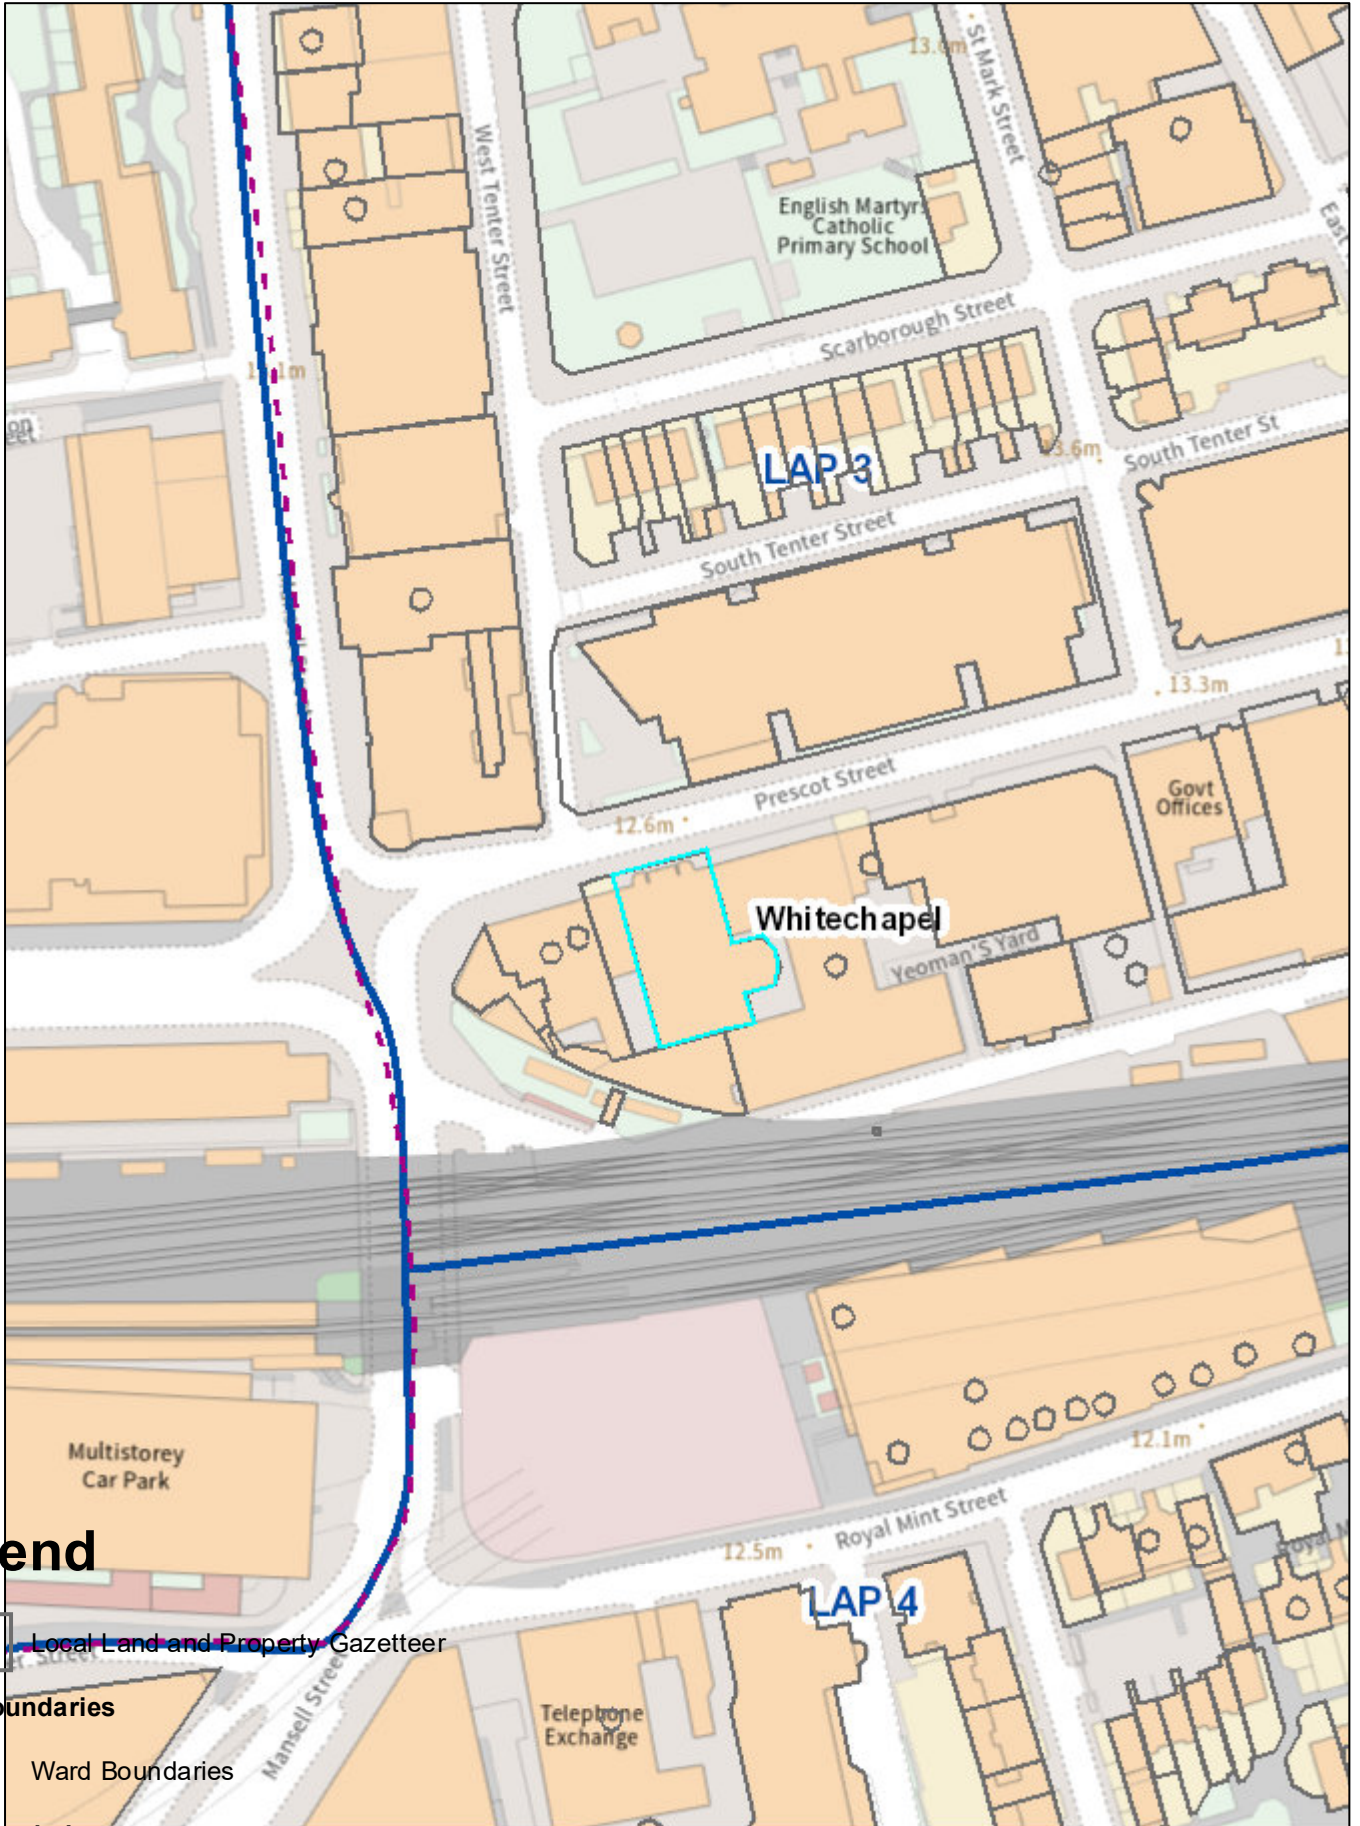 13.0m
St Mark Street
West Tenter Street
English Martyrs
Catholic
Primary School
East
Scarborough Street
LAP 3
13.6m
South Tenter St
South Tenter Street
13.3m
Prescot Street
Govt
Offices
12.6m
Whitechapel
Yeoman'S Yard
Multistorey
Car Park
12.1m
Royal Mint Street
12.5m
end
LAP 4
Local Land and Property Gazetteer
er Street
oundaries
Mansell Street
Telephone
Exchange
Ward Boundaries